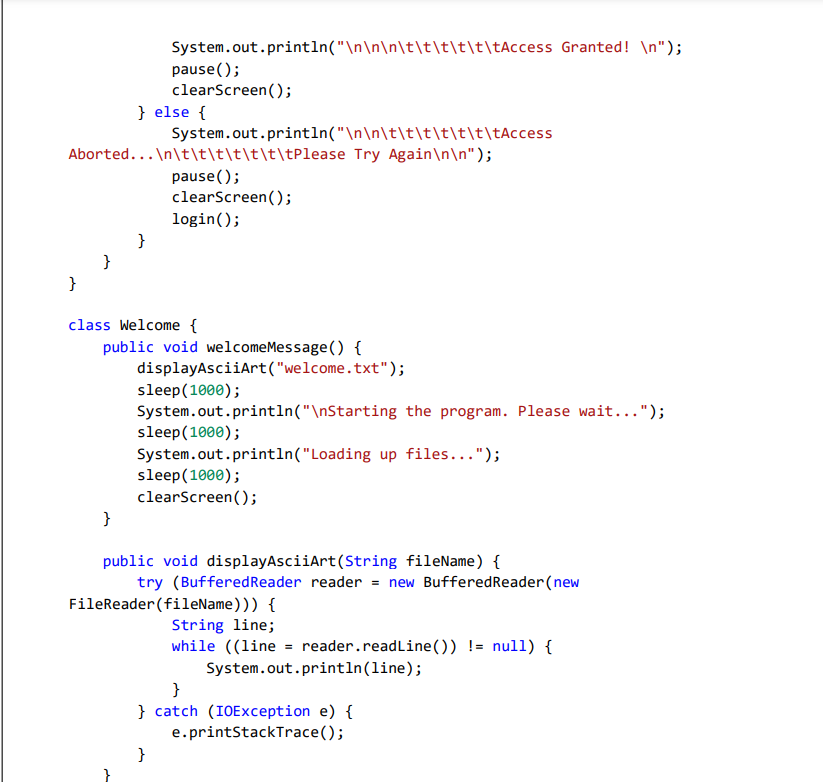 System.out.println("\n\n\n\t\t\t\t\t\tAccess Granted! \n");
pause();
clearScreen();
} else {
System.out.println("\n\n\t\t\t\t\t\t\tAccess
Aborted...\n\t\t\t\t\t\t\tPlease Try Again\n\n");
pause();
clearScreen();
login();
}
}
}
class Welcome {
public void welcomeMessage() {
displayAsciiArt("welcome.txt");
sleep(1000);
System.out.println("\nStarting the program. Please wait...");
sleep(1000);
System.out.println("Loading up files...");
sleep(1000);
clearScreen();
}
public void displayAsciiArt(String fileName) {
try (BufferedReader reader = new BufferedReader(new
FileReader(fileName))) {
String line;
while ((line = reader.readLine()) != null) {
System.out.println(line);
}
} catch (IOException e) {
e.printStackTrace();
}
}